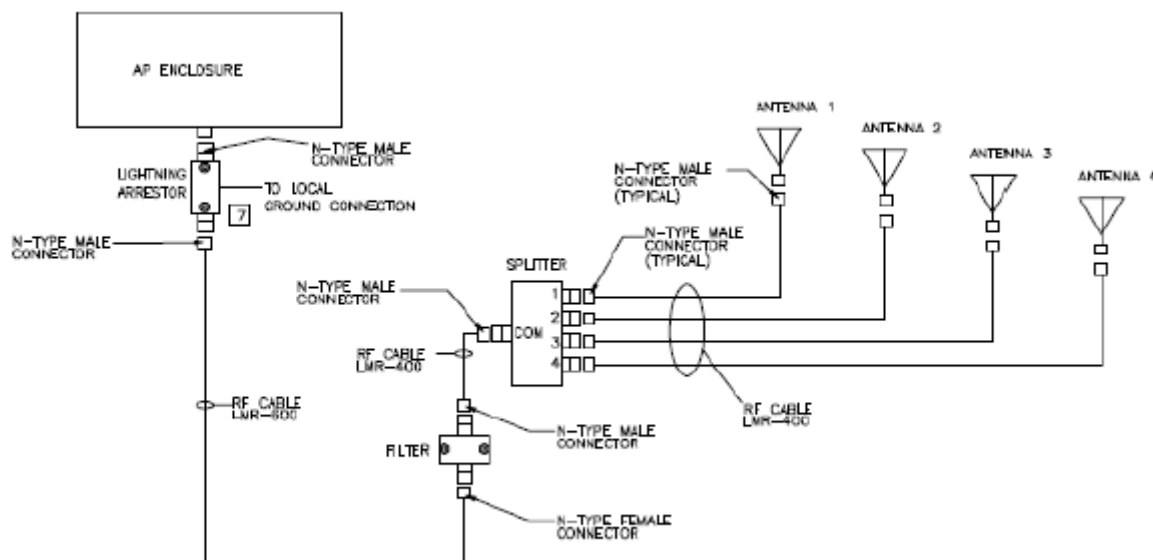 AP ENCLOSURE
N-TYPE MALE
CONNECTOR
LIGHTNING
ARRESTOR
TO LOCAL
GROUND CONNECTION
7
N-TYPE MALE
CONNECTOR
RF CABLE
LMR-600
ANTENNA 1
ANTENNA 2
ANTENNA 3
ANTENNA 4
N-TYPE MALE
CONNECTOR
(TYPICAL)
N-TYPE MALE
CONNECTOR
(TYPICAL)
SPLITTER
N-TYPE MALE
CONNECTOR
COM
1
2
3
4
RF CABLE
LMR-400
RF CABLE
LMR-400
N-TYPE MALE
CONNECTOR
FILTER
N-TYPE FEMALE
CONNECTOR